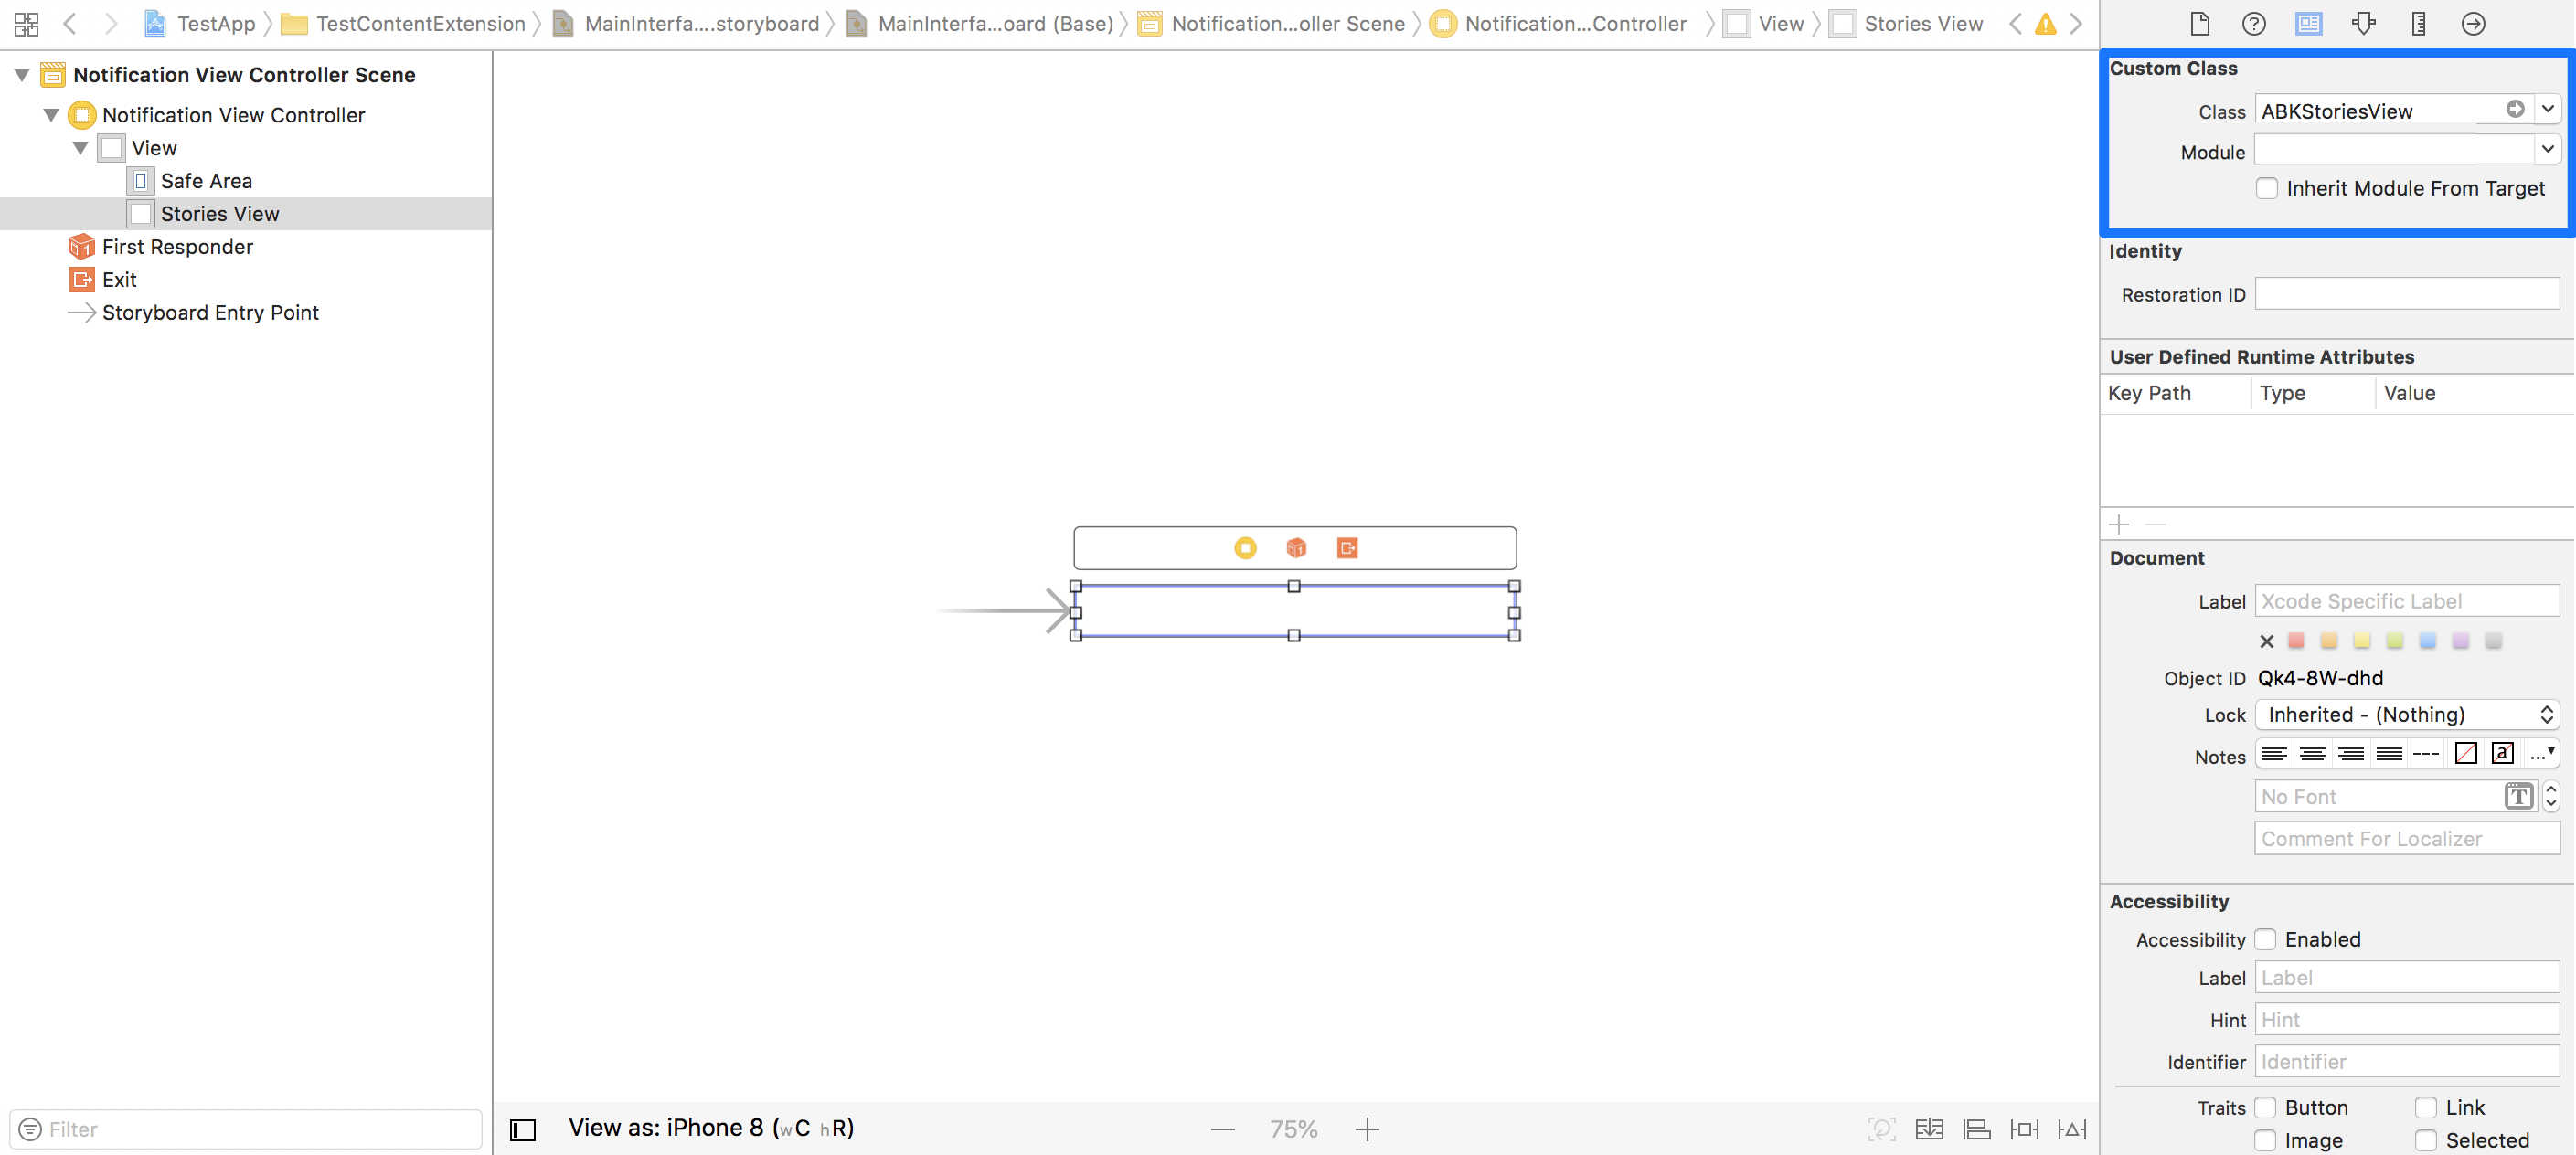 TestApp TestContentExtension MainInterfa....storyboard MainInterfa...oard (Base) Notification...oller Scene Notification...Controller View Stories View
Notification View Controller Scene
Notification View Controller
View
Safe Area
Stories View
First Responder
Exit
Storyboard Entry Point
Filter
View as: iPhone 8 (wC hR)
75%
Custom Class
Class ABKStoriesView
Module
Inherit Module From Target
Identity
Restoration ID
User Defined Runtime Attributes
Key Path Type Value
Document
Label Xcode Specific Label
Object ID Qk4-8W-dhd
Lock Inherited - (Nothing)
Notes
No Font
Comment For Localizer
Accessibility
Accessibility Enabled
Label Label
Hint Hint
Identifier Identifier
Traits Button Link
Image Selected